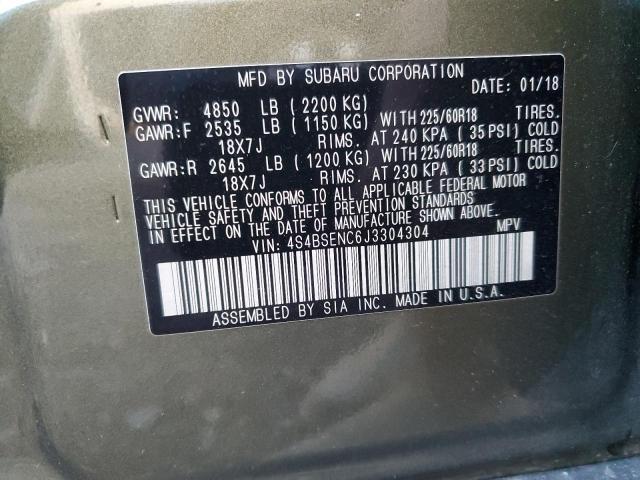 MFD BY SUBARU CORPORATION DATE: 01/18
GVWR: 4850 LB (2200 KG)
GAWR:F 2535 LB (1150 KG) WITH 225/60R18 TIRES.
18X7J RIMS. AT 240 KPA (35 PSI) COLD
GAWR:R 2645 LB (1200 KG) WITH 225/60R18 TIRES.
18X7J RIMS. AT 230 KPA (33 PSI) COLD
THIS VEHICLE CONFORMS TO ALL APPLICABLE FEDERAL MOTOR
VEHICLE SAFETY AND THEFT PREVENTION STANDARDS
IN EFFECT ON THE DATE OF MANUFACTURE SHOWN ABOVE.
VIN: 4S4BSENC6J3304304 MPV
ASSEMBLED BY SIA INC. MADE IN U.S.A.